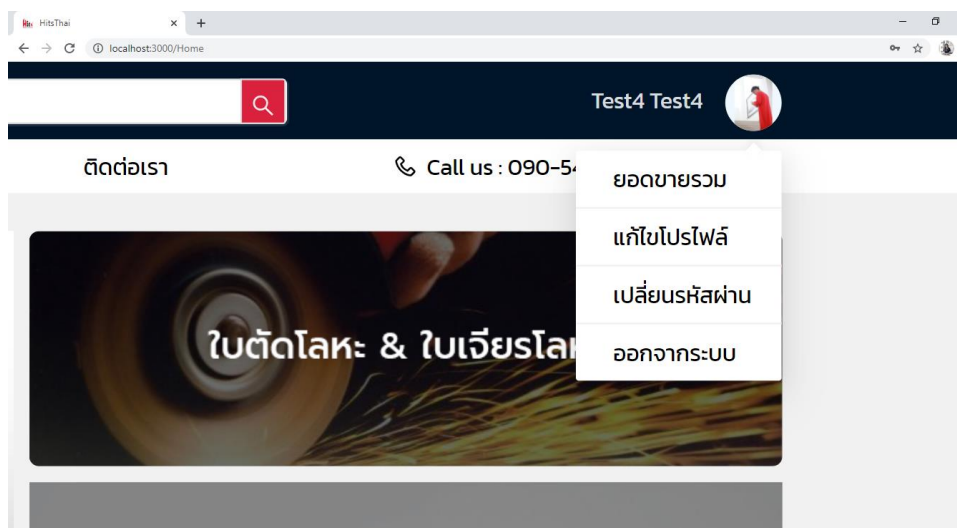 HitsThai
localhost:3000/Home
Test4 Test4
ติดต่อเรา
Call us : 090-54
ยอดขายรวม
แก้ไขโปรไฟล์
เปลี่ยนรหัสผ่าน
ออกจากระบบ
ใบตัดโลหะ & ใบเจียรโล